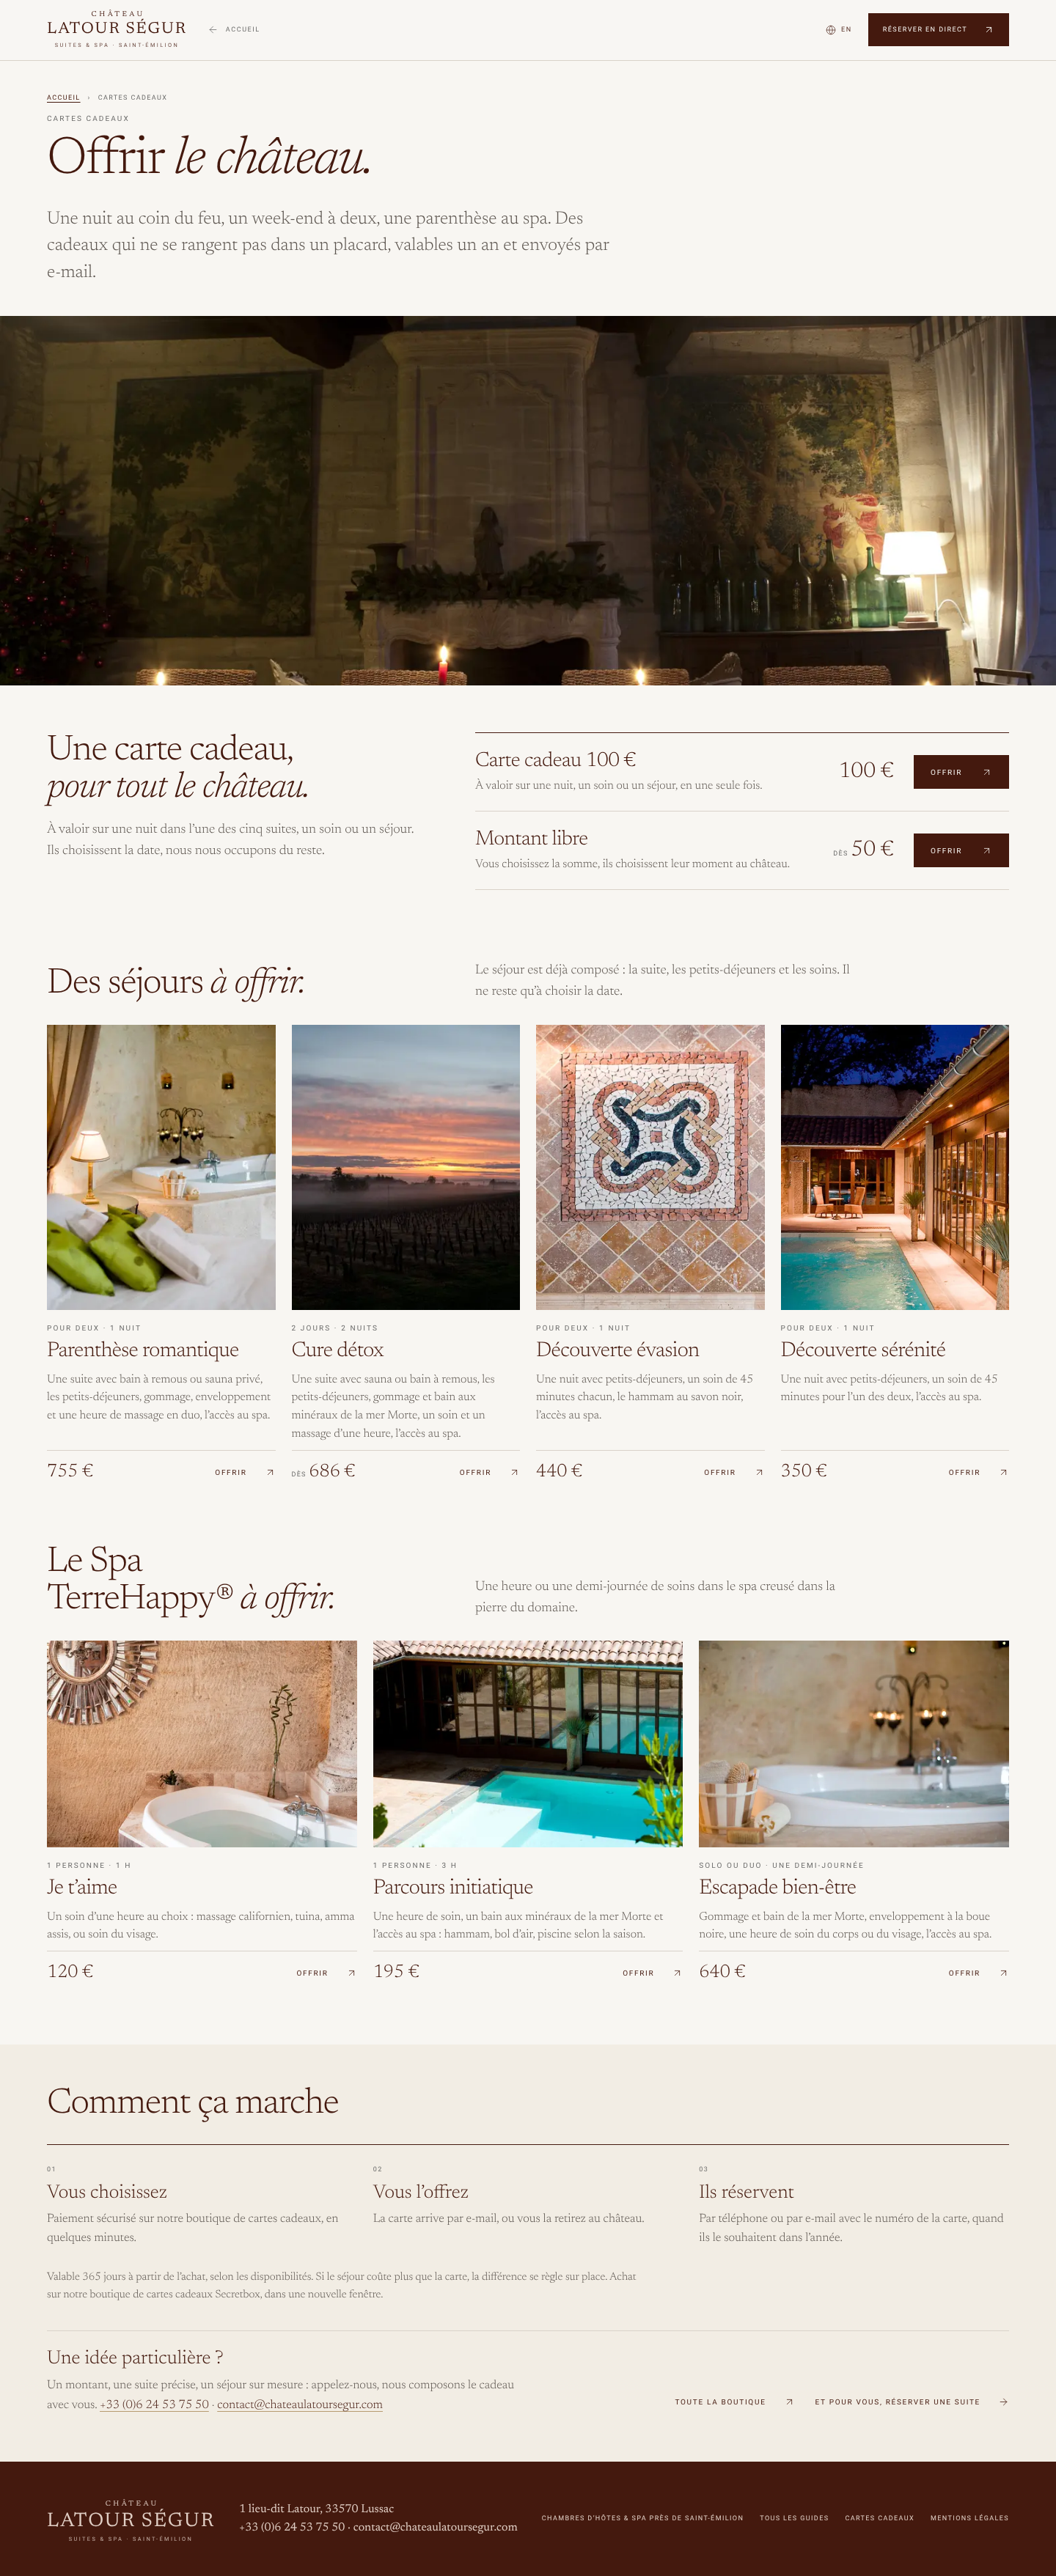 CHÂTEAU
LATOUR SÉGUR
SUITES & SPA · SAINT-ÉMILION
← ACCUEIL
EN
RÉSERVER EN DIRECT
ACCUEIL › CARTES CADEAUX
CARTES CADEAUX
Offrir le château.
Une nuit au coin du feu, un week-end à deux, une parenthèse au spa. Des
cadeaux qui ne se rangent pas dans un placard, valables un an et envoyés par
e-mail.
Une carte cadeau,
pour tout le château.
À valoir sur une nuit dans l’une des cinq suites, un soin ou un séjour.
Ils choisissent la date, nous nous occupons du reste.
Carte cadeau 100 €
À valoir sur une nuit, un soin ou un séjour, en une seule fois.
100 €
OFFRIR
Montant libre
Vous choisissez la somme, ils choisissent leur moment au château.
DÈS 50 €
OFFRIR
Des séjours à offrir.
Le séjour est déjà composé : la suite, les petits-déjeuners et les soins. Il
ne reste qu’à choisir la date.
POUR DEUX · 1 NUIT
Parenthèse romantique
Une suite avec bain à remous ou sauna privé,
les petits-déjeuners, gommage, enveloppement
et une heure de massage en duo, l’accès au spa.
755 €
OFFRIR
2 JOURS · 2 NUITS
Cure détox
Une suite avec sauna ou bain à remous, les
petits-déjeuners, gommage et bain aux
minéraux de la mer Morte, un soin et un
massage d’une heure, l’accès au spa.
DÈS 686 €
OFFRIR
POUR DEUX · 1 NUIT
Découverte évasion
Une nuit avec petits-déjeuners, un soin de 45
minutes chacun, le hammam au savon noir,
l’accès au spa.
440 €
OFFRIR
POUR DEUX · 1 NUIT
Découverte sérénité
Une nuit avec petits-déjeuners, un soin de 45
minutes pour l’un des deux, l’accès au spa.
350 €
OFFRIR
Le Spa
TerreHappy® à offrir.
Une heure ou une demi-journée de soins dans le spa creusé dans la
pierre du domaine.
1 PERSONNE · 1 H
Je t’aime
Un soin d’une heure au choix : massage californien, tuina, amma
assis, ou soin du visage.
120 €
OFFRIR
1 PERSONNE · 3 H
Parcours initiatique
Une heure de soin, un bain aux minéraux de la mer Morte et
l’accès au spa : hammam, bol d’air, piscine selon la saison.
195 €
OFFRIR
SOLO OU DUO · UNE DEMI-JOURNÉE
Escapade bien-être
Gommage et bain de la mer Morte, enveloppement à la boue
noire, une heure de soin du corps ou du visage, l’accès au spa.
640 €
OFFRIR
Comment ça marche
01
Vous choisissez
Paiement sécurisé sur notre boutique de cartes cadeaux, en
quelques minutes.
02
Vous l’offrez
La carte arrive par e-mail, ou vous la retirez au château.
03
Ils réservent
Par téléphone ou par e-mail avec le numéro de la carte, quand
ils le souhaitent dans l’année.
Valable 365 jours à partir de l’achat, selon les disponibilités. Si le séjour coûte plus que la carte, la différence se règle sur place. Achat
sur notre boutique de cartes cadeaux Secretbox, dans une nouvelle fenêtre.
Une idée particulière ?
Un montant, une suite précise, un séjour sur mesure : appelez-nous, nous composons le cadeau
avec vous. +33 (0)6 24 53 75 50 · contact@chateaulatoursegur.com
TOUTE LA BOUTIQUE
ET POUR VOUS, RÉSERVER UNE SUITE →
CHÂTEAU
LATOUR SÉGUR
SUITES & SPA · SAINT-ÉMILION
1 lieu-dit Latour, 33570 Lussac
+33 (0)6 24 53 75 50 · contact@chateaulatoursegur.com
CHAMBRES D’HÔTES & SPA PRÈS DE SAINT-ÉMILION
TOUS LES GUIDES
CARTES CADEAUX
MENTIONS LÉGALES